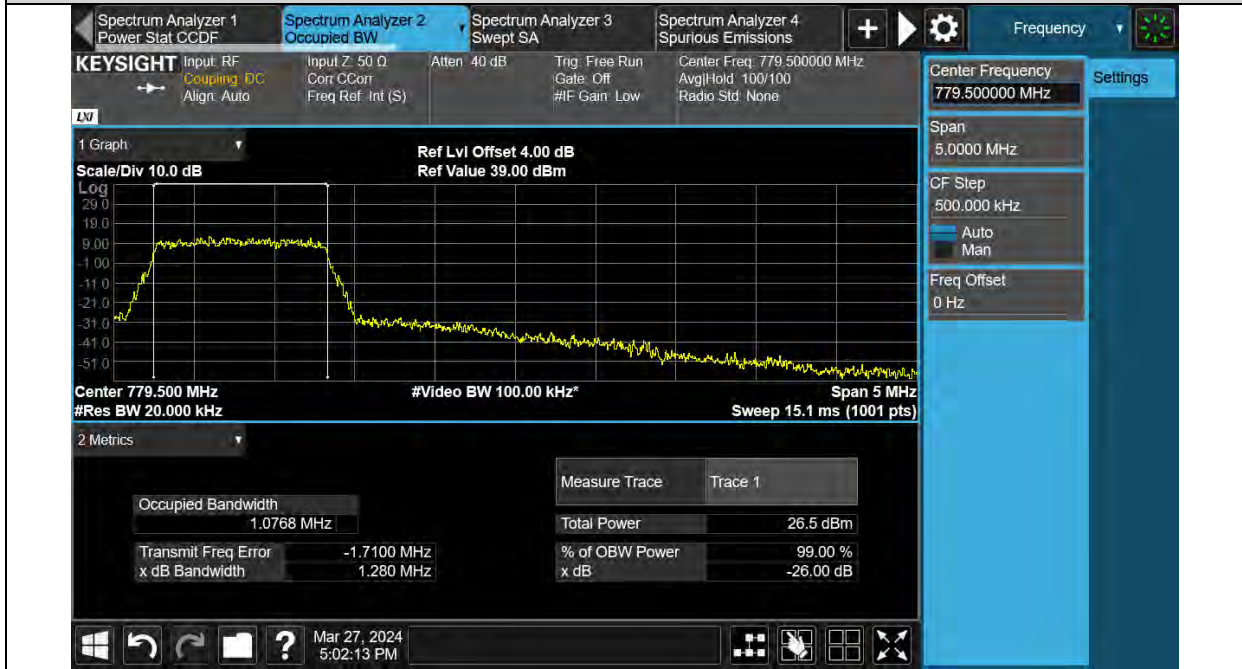 Spectrum Analyzer 1
Power Stat CCDF
Spectrum Analyzer 2
Occupied BW
Spectrum Analyzer 3
Swept SA
Spectrum Analyzer 4
Spurious Emissions
+
Frequency
KEYSIGHT
Input: RF
Coupling: DC
Align: Auto
Input Z: 50 Ω
Corr CCorr
Freq Ref: Int (S)
Atten: 40 dB
Trig: Free Run
Gate: Off
#IF Gain: Low
Center Freq: 779.500000 MHz
Avg|Hold: 100/100
Radio Std: None
LXI
Center Frequency
779.500000 MHz
Settings
Span
5.0000 MHz
CF Step
500.000 kHz
Auto
Man
Freq Offset
0 Hz
1 Graph
Scale/Div 10.0 dB
Ref Lvl Offset 4.00 dB
Ref Value 39.00 dBm
Log
29.0
19.0
9.00
-1.00
-11.0
-21.0
-31.0
-41.0
-51.0
Center 779.500 MHz
#Video BW 100.00 kHz*
Span 5 MHz
#Res BW 20.000 kHz
Sweep 15.1 ms (1001 pts)
2 Metrics
Measure Trace
Trace 1
Occupied Bandwidth
1.0768 MHz
Total Power
26.5 dBm
Transmit Freq Error
-1.7100 MHz
% of OBW Power
99.00 %
x dB Bandwidth
1.280 MHz
x dB
-26.00 dB
?
Mar 27, 2024
5:02:13 PM